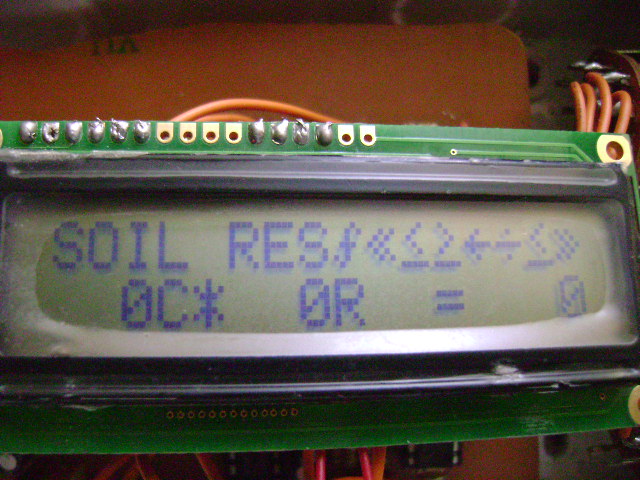 SOIL RES/«≤≥←÷≤»
0C* 0R = 0